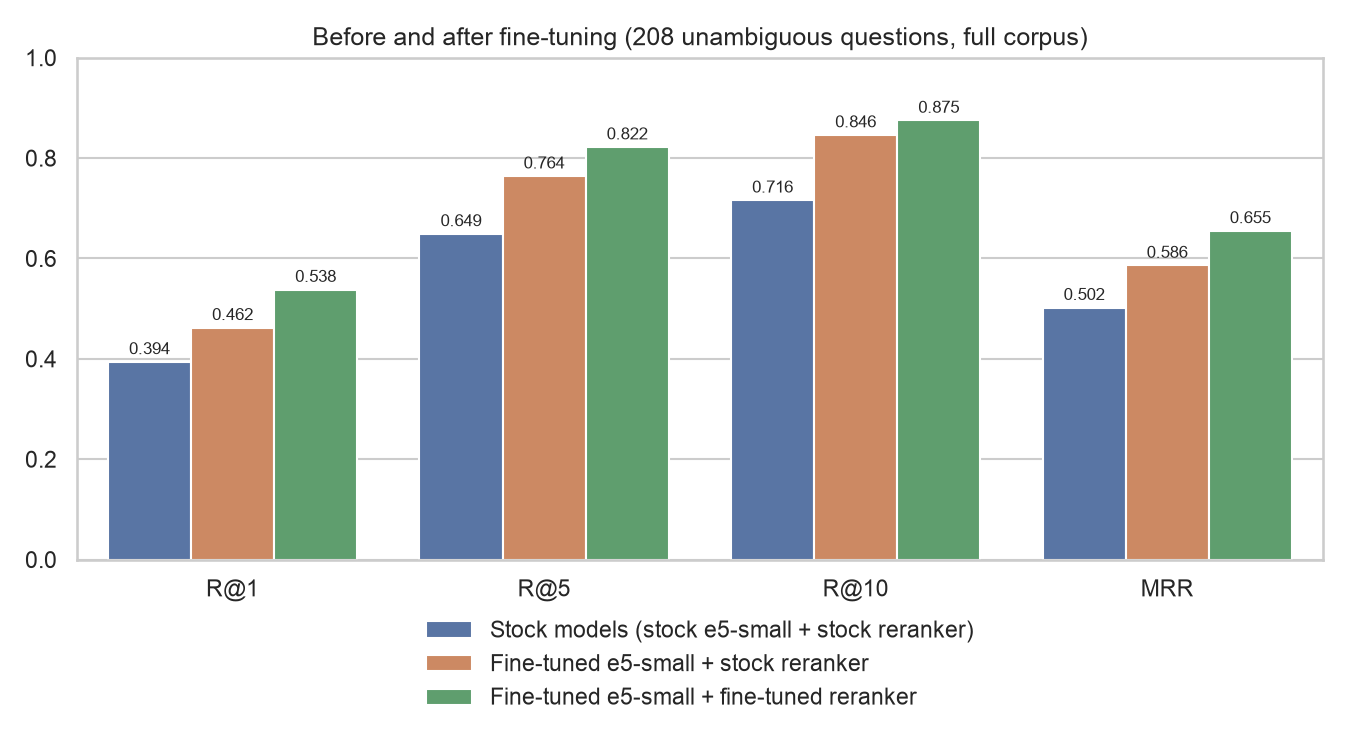 Before and after fine-tuning (208 unambiguous questions, full corpus)
1.0
0.8
0.6
0.4
0.2
0.0
0.394
0.462
0.538
0.649
0.764
0.822
0.716
0.846
0.875
0.502
0.586
0.655
R@1
R@5
R@10
MRR
Stock models (stock e5-small + stock reranker)
Fine-tuned e5-small + stock reranker
Fine-tuned e5-small + fine-tuned reranker